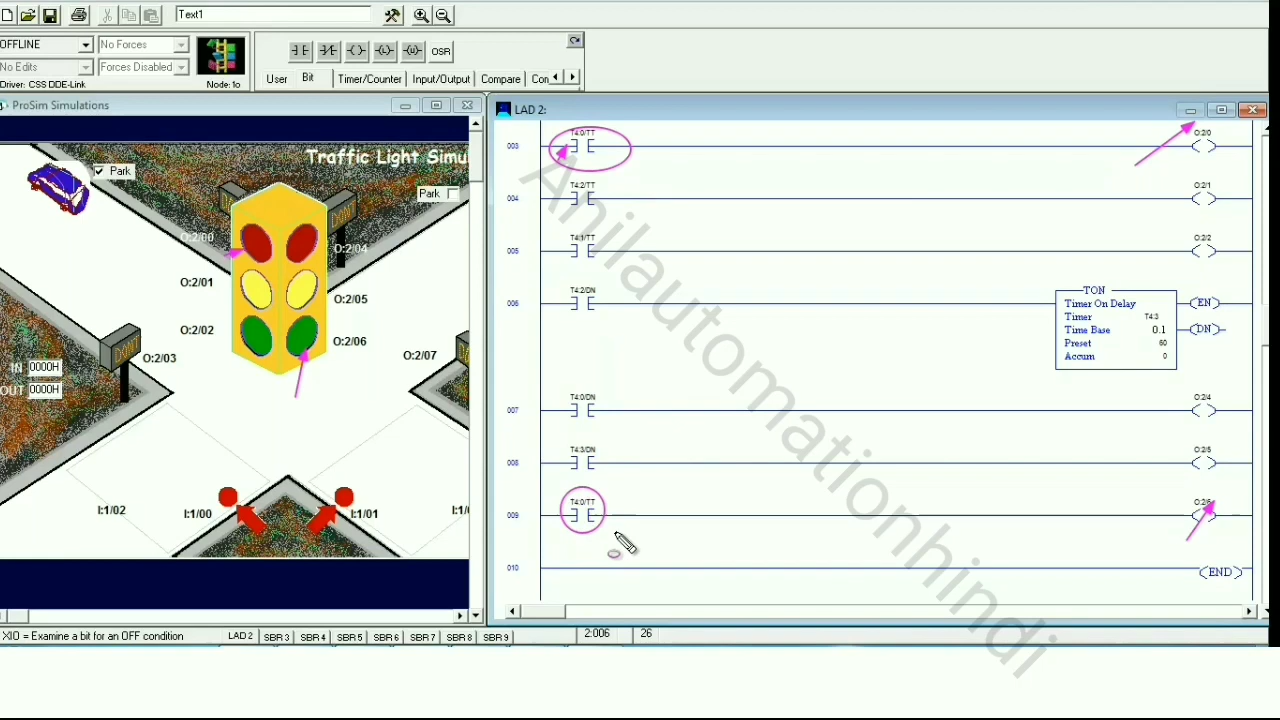 Text1
OFFLINE
No Forces
No Edits
Forces Disabled
Driver: CSS DDE-Link
Node: 1o
OSR
User
Bit
Timer/Counter
Input/Output
Compare
ProSim Simulations
LAD 2:
Traffic Light Simu
Park
Park
O:2/00
O:2/04
O:2/01
O:2/05
O:2/02
O:2/06
DONT
O:2/03
O:2/07
IN 0000H
OUT 0000H
I:1/02
I:1/00
I:1/01
003
T4:0/TT
O:2/0
004
T4:2/TT
O:2/1
005
T4:1/TT
O:2/2
006
T4:2/DN
TON
Timer On Delay
Timer T4:3
Time Base 0.1
Preset 60
Accum 0
EN
DN
007
T4:0/DN
O:2/4
008
T4:3/DN
O:2/5
009
T4:0/TT
O:2/6
010
END
Anilautomationhindi
XIO = Examine a bit for an OFF condition
LAD 2
SBR 3
SBR 4
SBR 5
SBR 6
SBR 7
SBR 8
SBR 9
2:006
26